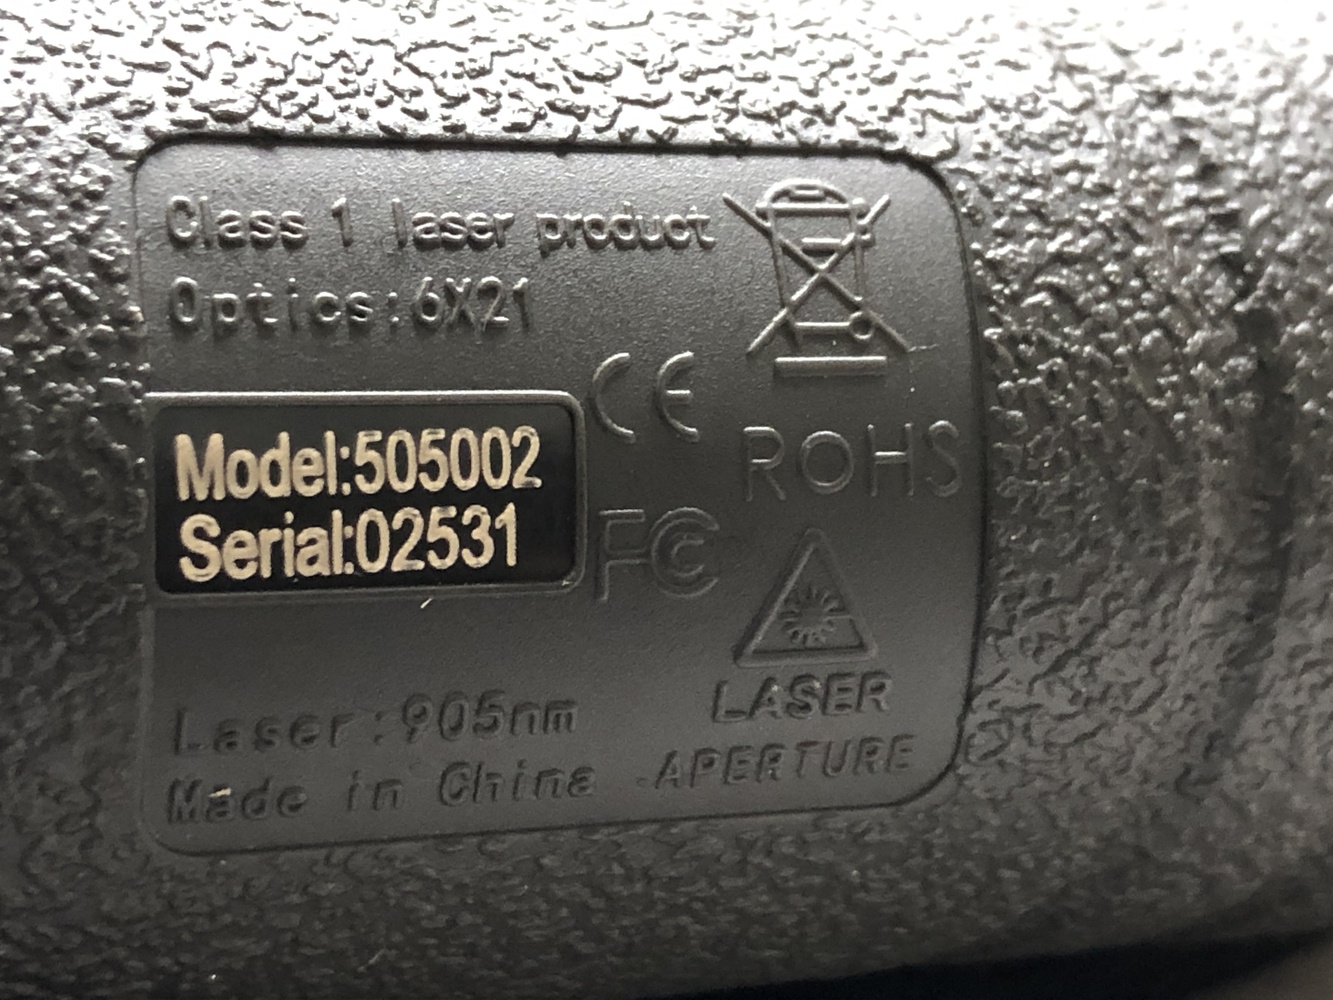 Class 1 laser product
Optics:6X21
CE
Model:505002
Serial:02531
ROHS
FC
LASER
Laser:905nm
Made in China
APERTURE